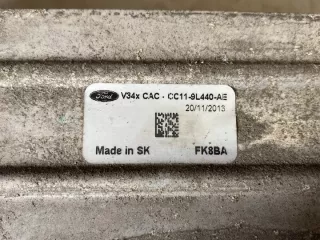 Ford V34x CAC - CC11-9L440-AE
20/11/2013
Made in SK FK8BA